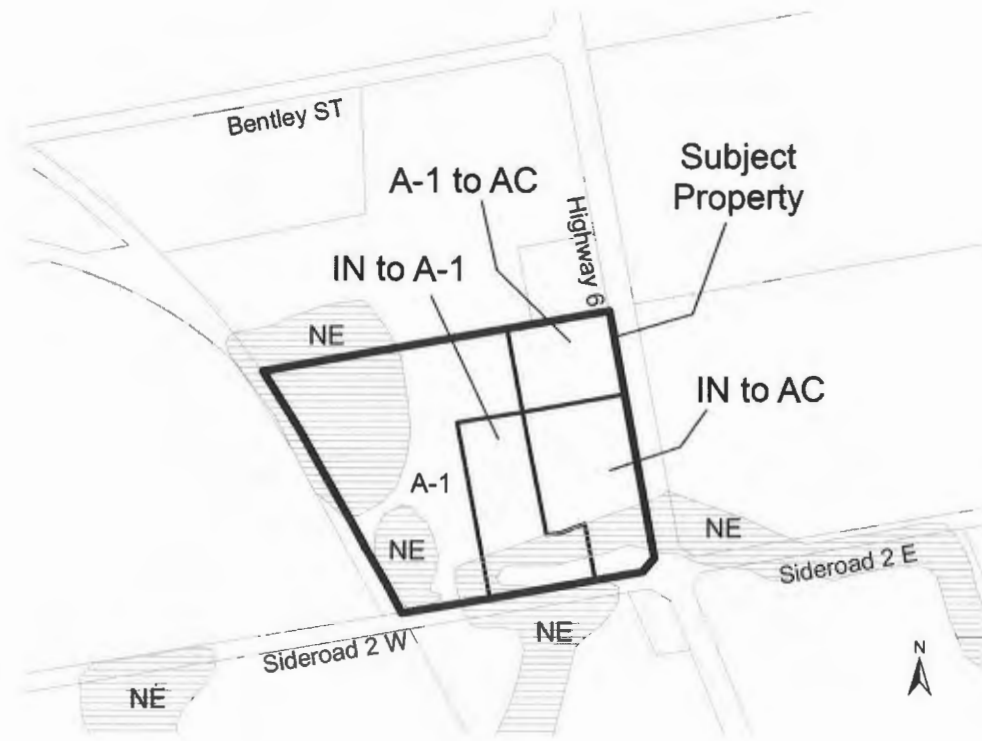 Bentley ST
Subject
Property
A-1 to AC
Highway 6
IN to A-1
NE
IN to AC
A-1
NE
NE
Sideroad 2 E
NE
Sideroad 2 W
NE
N